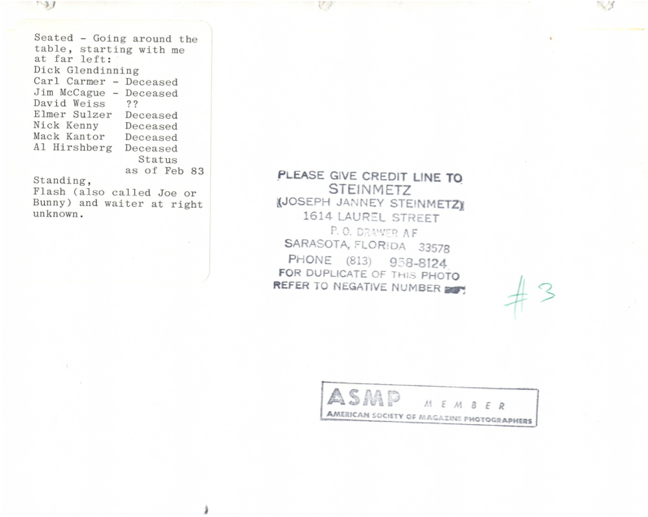 Seated - Going around the
table, starting with me
at far left:
Dick Glendinning
Carl Carmer - Deceased
Jim McCague - Deceased
David Weiss ??
Elmer Sulzer Deceased
Nick Kenny Deceased
Mack Kantor Deceased
Al Hirshberg Deceased
Status
as of Feb 83
Standing,
Flash (also called Joe or
Bunny) and waiter at right
unknown.
PLEASE GIVE CREDIT LINE TO
STEINMETZ
(JOSEPH JANNEY STEINMETZ)
1614 LAUREL STREET
P. O. DRAWER AF
SARASOTA, FLORIDA 33578
PHONE (813) 958-8124
FOR DUPLICATE OF THIS PHOTO
REFER TO NEGATIVE NUMBER
#3
ASMP MEMBER
AMERICAN SOCIETY OF MAGAZINE PHOTOGRAPHERS